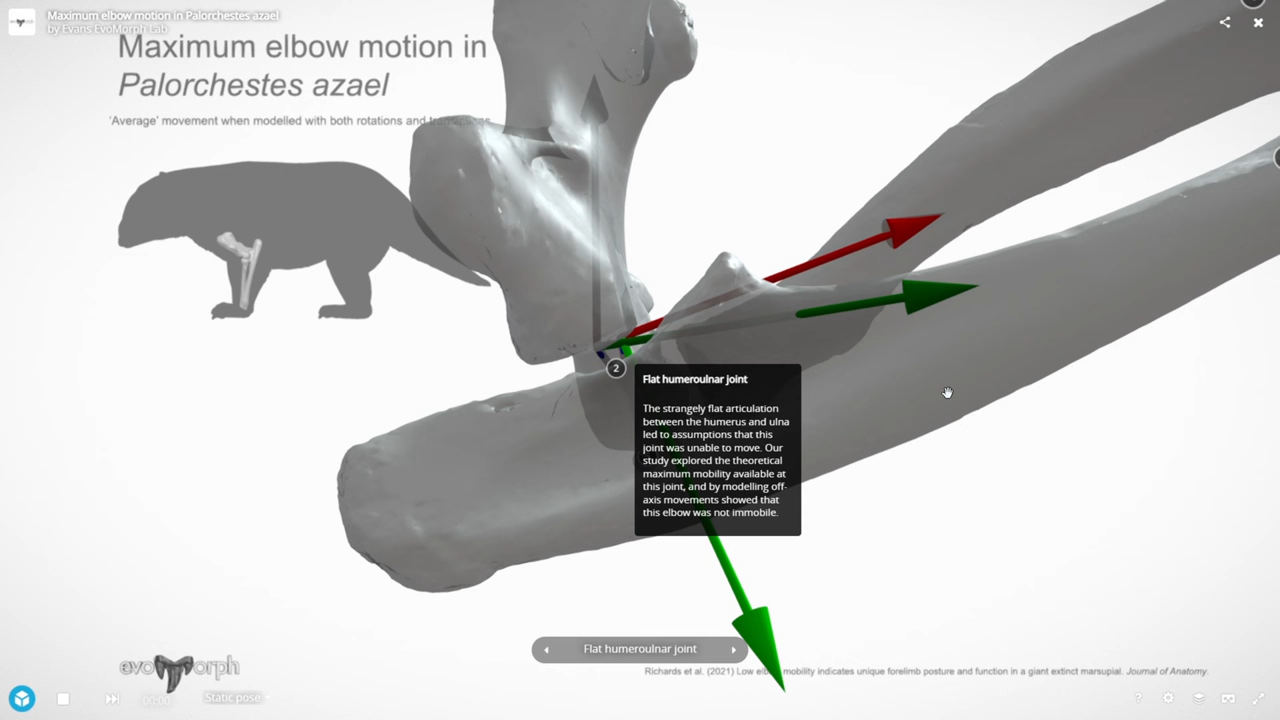 Maximum elbow motion in Palorchestes azael
by Evans EvoMorph Lab
Maximum elbow motion in
Palorchestes azael
'Average' movement when modelled with both rotations and translations
2
Flat humeroulnar joint
The strangely flat articulation
between the humerus and ulna
led to assumptions that this
joint was unable to move. Our
study explored the theoretical
maximum mobility available at
this joint, and by modelling off-
axis movements showed that
this elbow was not immobile.
Flat humeroulnar joint
evomorph
Richards et al. (2021) Low elbow mobility indicates unique forelimb posture and function in a giant extinct marsupial. Journal of Anatomy.
00:00
Static pose
?